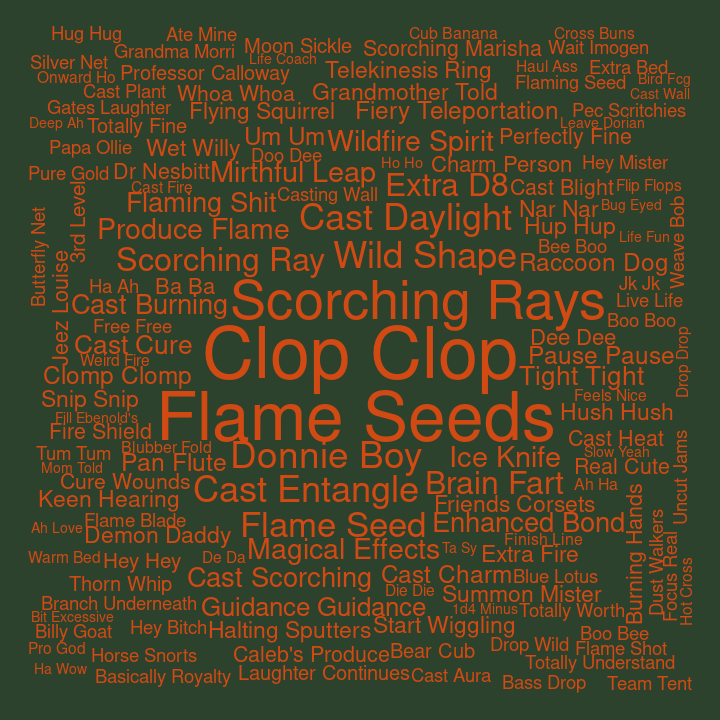 Hug Hug
Ate Mine
Cub Banana
Cross Buns
Grandma Morri
Moon Sickle
Scorching Marisha
Wait Imogen
Silver Net
Life Coach
Haul Ass
Extra Bed
Onward Ho
Professor Calloway
Telekinesis Ring
Flaming Seed
Bird Fcg
Cast Plant
Whoa Whoa
Grandmother Told
Cast Wall
Gates Laughter
Flying Squirrel
Fiery Teleportation
Pec Scritchies
Deep Ah
Totally Fine
Leave Dorian
Papa Ollie
Wet Willy
Um Um
Wildfire Spirit
Perfectly Fine
Doo Dee
Ho Ho
Charm Person
Hey Mister
Pure Gold
Dr Nesbitt
Mirthful Leap
Extra D8
Cast Blight
Flip Flops
Cast Fire
Casting Wall
Flaming Shit
Nar Nar
Bug Eyed
3rd Level
Butterfly Net
Produce Flame
Cast Daylight
Hup Hup
Life Fun
Weave Bob
Bee Boo
Scorching Ray
Wild Shape
Raccoon Dog
Jeez Louise
Ha Ah
Ba Ba
Jk Jk
Cast Burning
Scorching Rays
Live Life
Free Free
Boo Boo
Cast Cure
Clop Clop
Dee Dee
Drop Drop
Weird Fire
Pause Pause
Clomp Clomp
Tight Tight
Snip Snip
Flame Seeds
Feels Nice
Fill Ebenold's
Hush Hush
Fire Shield
Cast Heat
Blubber Fold
Tum Tum
Donnie Boy
Ice Knife
Slow Yeah
Mom Told
Pan Flute
Real Cute
Uncut Jams
Cure Wounds
Cast Entangle
Brain Fart
Ah Ha
Keen Hearing
Friends Corsets
Burning Hands
Ah Love
Flame Blade
Flame Seed
Enhanced Bond
Dust Walkers
Demon Daddy
Finish Line
Focus Real
Warm Bed
Hey Hey
De Da
Magical Effects
Ta Sy
Extra Fire
Hot Cross
Thorn Whip
Cast Scorching
Cast Charm
Blue Lotus
Die Die
Summon Mister
Branch Underneath
Guidance Guidance
1d4 Minus
Totally Worth
Bit Excessive
Billy Goat
Hey Bitch
Halting Sputters
Start Wiggling
Boo Bee
Pro God
Horse Snorts
Caleb's Produce
Bear Cub
Drop Wild
Flame Shot
Ha Wow
Basically Royalty
Laughter Continues
Cast Aura
Totally Understand
Bass Drop
Team Tent